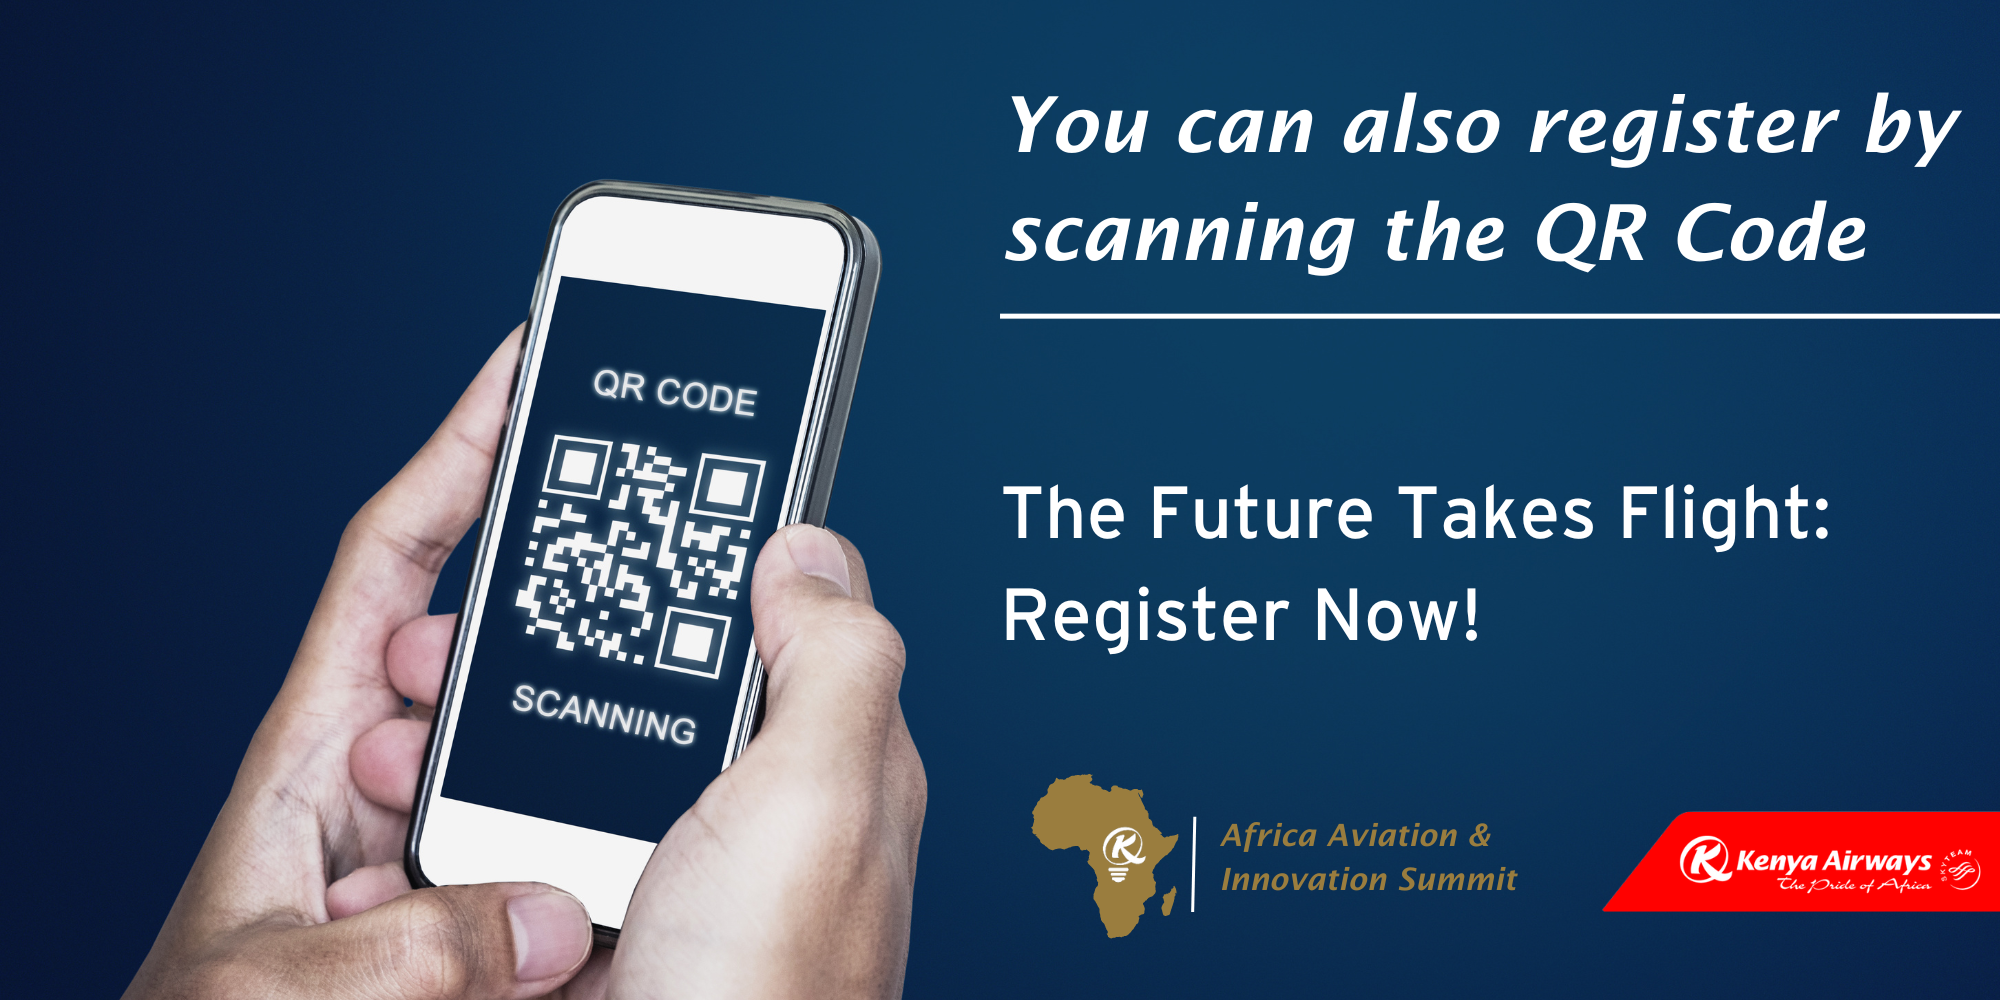 You can also register by
scanning the QR Code
QR CODE
SCANNING
The Future Takes Flight:
Register Now!
Africa Aviation &
Innovation Summit
Kenya Airways
The Pride of Africa
SKYTEAM